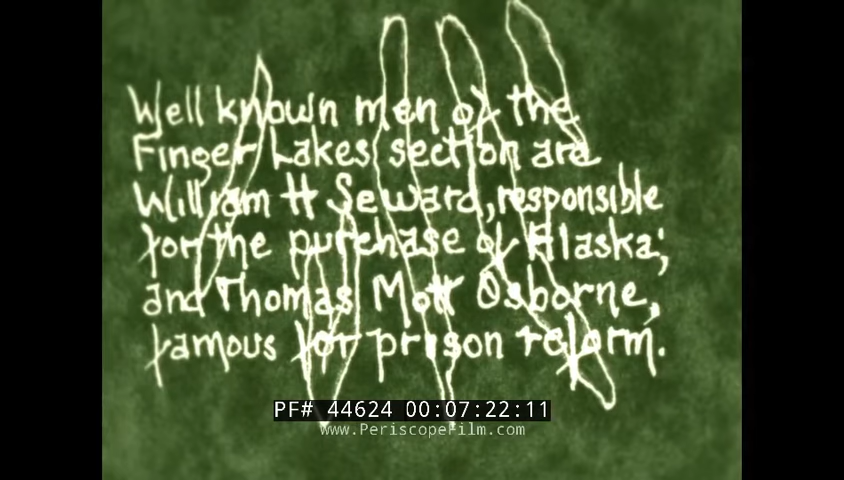 Well known men of the
Finger Lakes section are
William H Seward, responsible
for the purchase of Alaska;
and Thomas Mott Osborne,
famous for prison reform.
PF# 44624 00:07:22:11
www.PeriscopeFilm.com